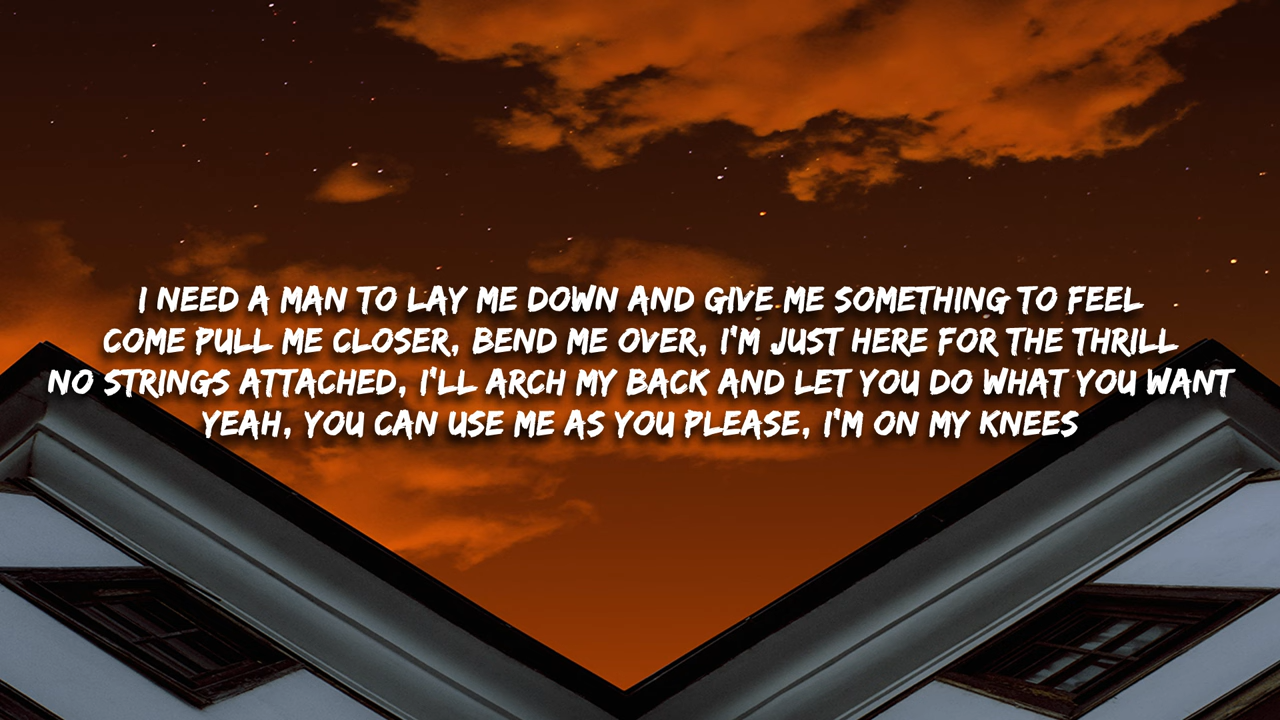 I NEED A MAN TO LAY ME DOWN AND GIVE ME SOMETHING TO FEEL
COME PULL ME CLOSER, BEND ME OVER, I'M JUST HERE FOR THE THRILL
NO STRINGS ATTACHED, I'LL ARCH MY BACK AND LET YOU DO WHAT YOU WANT
YEAH, YOU CAN USE ME AS YOU PLEASE, I'M ON MY KNEES